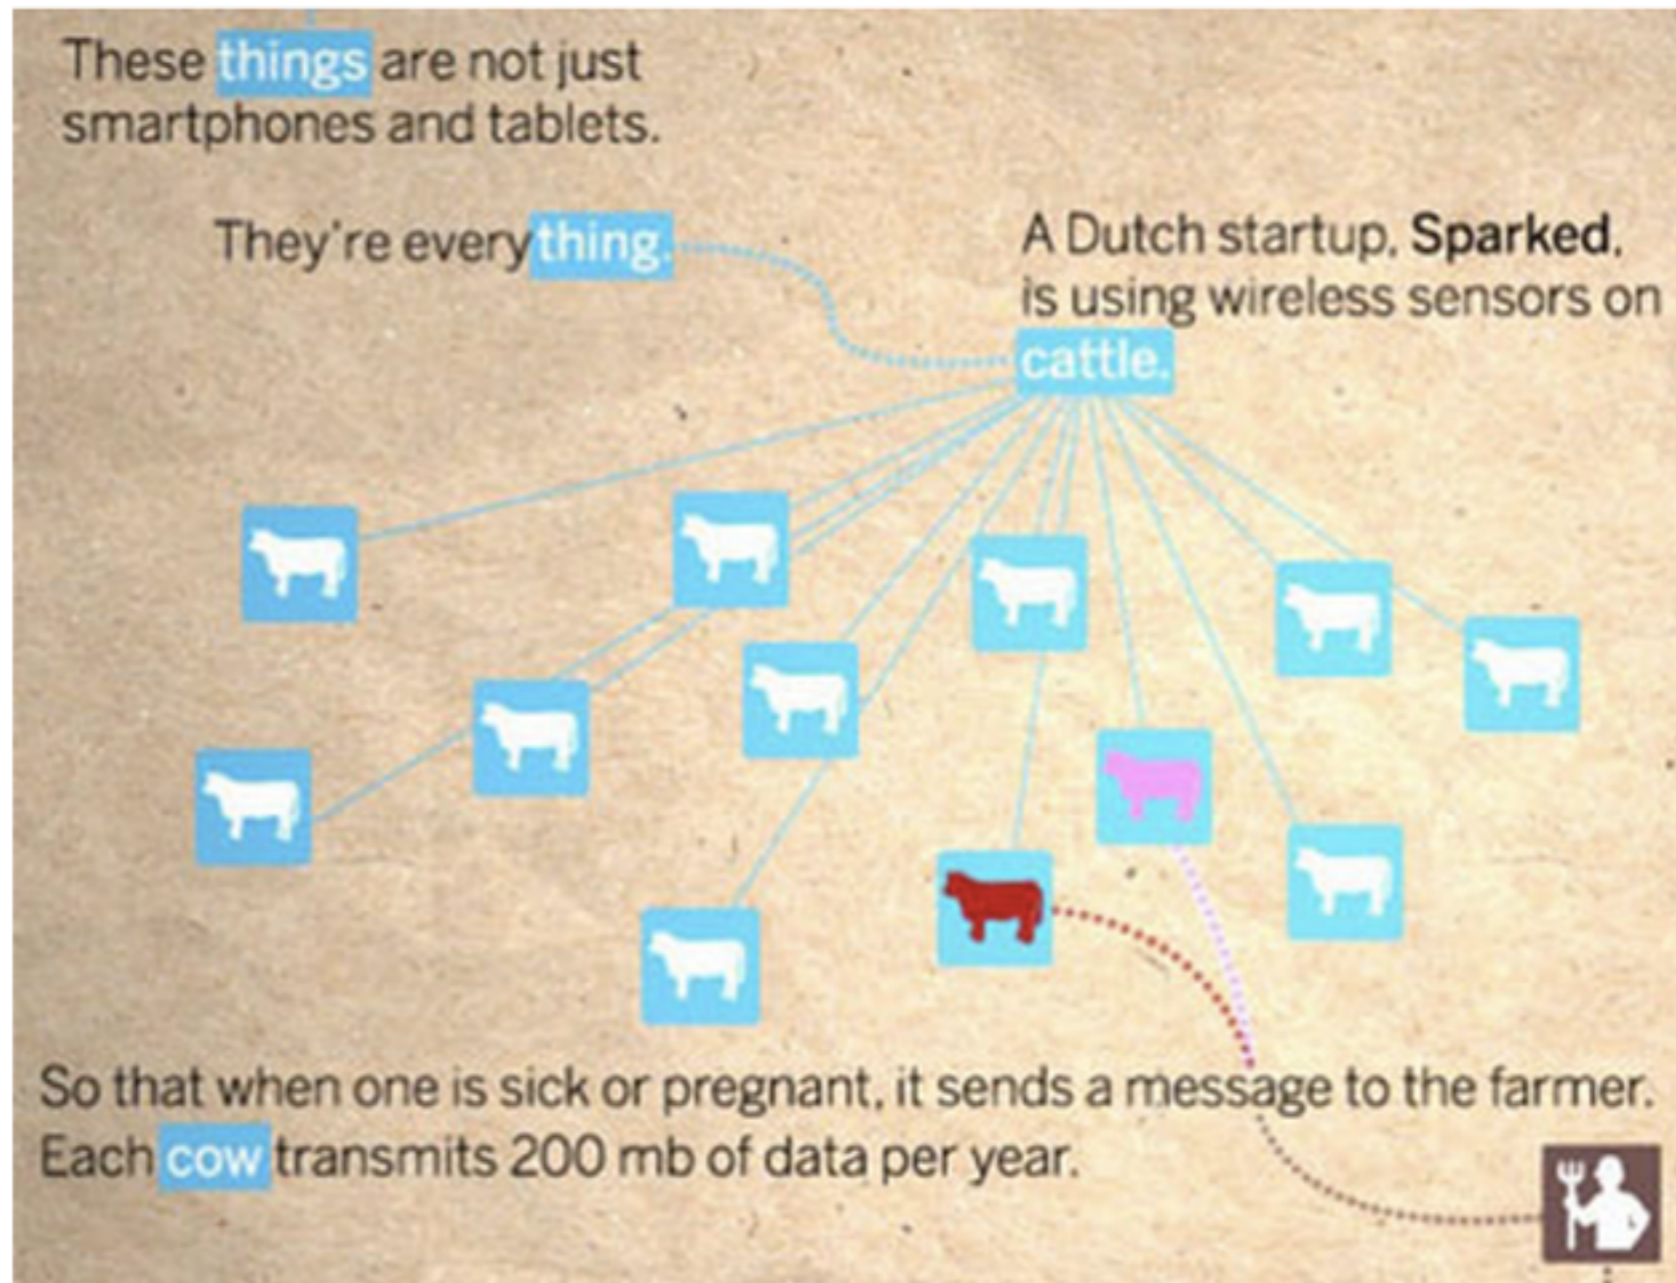 These things are not just
smartphones and tablets.
They're everything.
A Dutch startup, Sparked,
is using wireless sensors on
cattle.
So that when one is sick or pregnant, it sends a message to the farmer.
Each cow transmits 200 mb of data per year.